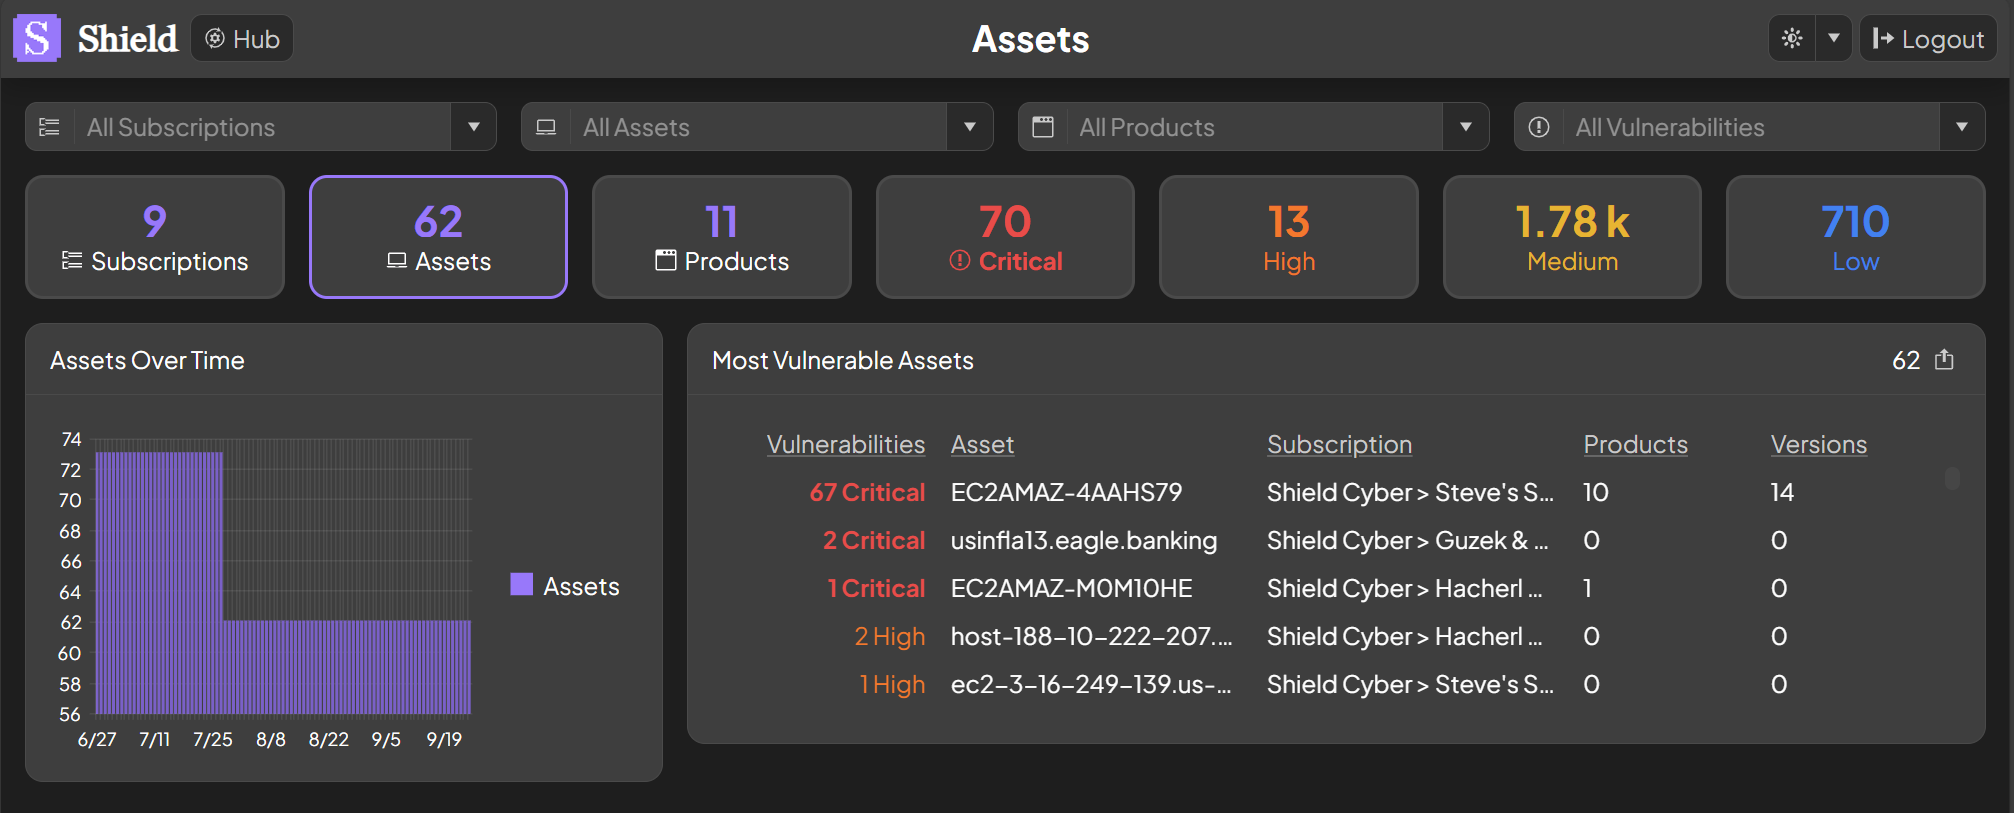 S Shield Hub Assets Logout
All Subscriptions All Assets All Products All Vulnerabilities
9 62 11 70 13 1.78 k 710
Subscriptions Assets Products Critical High Medium Low
Assets Over Time
74
72
70
68
66
64
62
60
58
56
6/27 7/11 7/25 8/8 8/22 9/5 9/19
Assets
Most Vulnerable Assets 62
Vulnerabilities Asset Subscription Products Versions
67 Critical EC2AMAZ-4AAHS79 Shield Cyber > Steve's S... 10 14
2 Critical usinfla13.eagle.banking Shield Cyber > Guzek & ... 0 0
1 Critical EC2AMAZ-M0M10HE Shield Cyber > Hacherl ... 1 0
2 High host-188-10-222-207.... Shield Cyber > Hacherl ... 0 0
1 High ec2-3-16-249-139.us-... Shield Cyber > Steve's S... 0 0